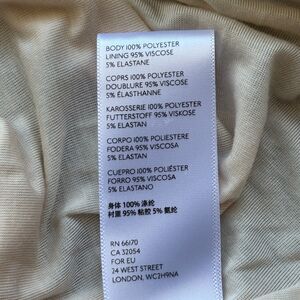 BODY 100% POLYESTER
LINING 95% VISCOSE
5% ELASTANE
COPRS 100% POLYESTER
DOUBLURE 95% VISCOSE
5% ÉLASTHANNE
KAROSSERIE 100% POLYESTER
FUTTERSTOFF 95% VISKOSE
5% ELASTAN
CORPO 100% POLIESTERE
FODERA 95% VISCOSA
5% ELASTAN
CUERPO 100% POLIÉSTER
FORRO 95% VISCOSA
5% ELASTANO
身体 100% 涤纶
村里 95% 粘胶 5% 氨纶
RN 66170
CA 32054
FOR EU
24 WEST STREET
LONDON, WC2H9NA